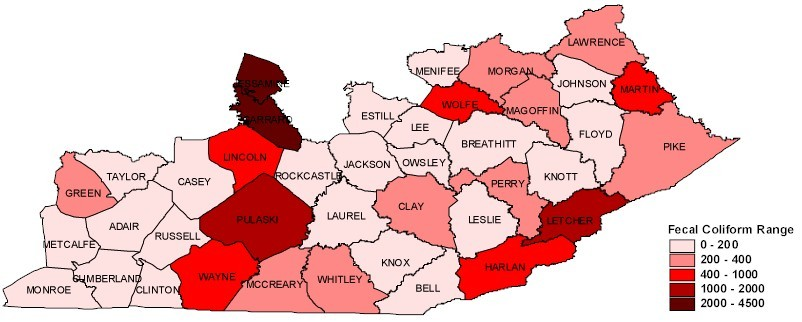 LAWRENCE
MENIFEE
MORGAN
JOHNSON
MARTIN
WOLFE
MAGOFFIN
ESTILL
LEE
FLOYD
LINCOLN
BREATHITT
PIKE
JACKSON
OWSLEY
ROCKCASTLE
TAYLOR
CASEY
KNOTT
GREEN
PERRY
CLAY
LAUREL
LESLIE
LETCHER
PULASKI
ADAIR
RUSSELL
METCALFE
KNOX
HARLAN
WAYNE
WHITLEY
MCCREARY
CUMBERLAND
MONROE
CLINTON
BELL
Fecal Coliform Range
0 - 200
200 - 400
400 - 1000
1000 - 2000
2000 - 4500